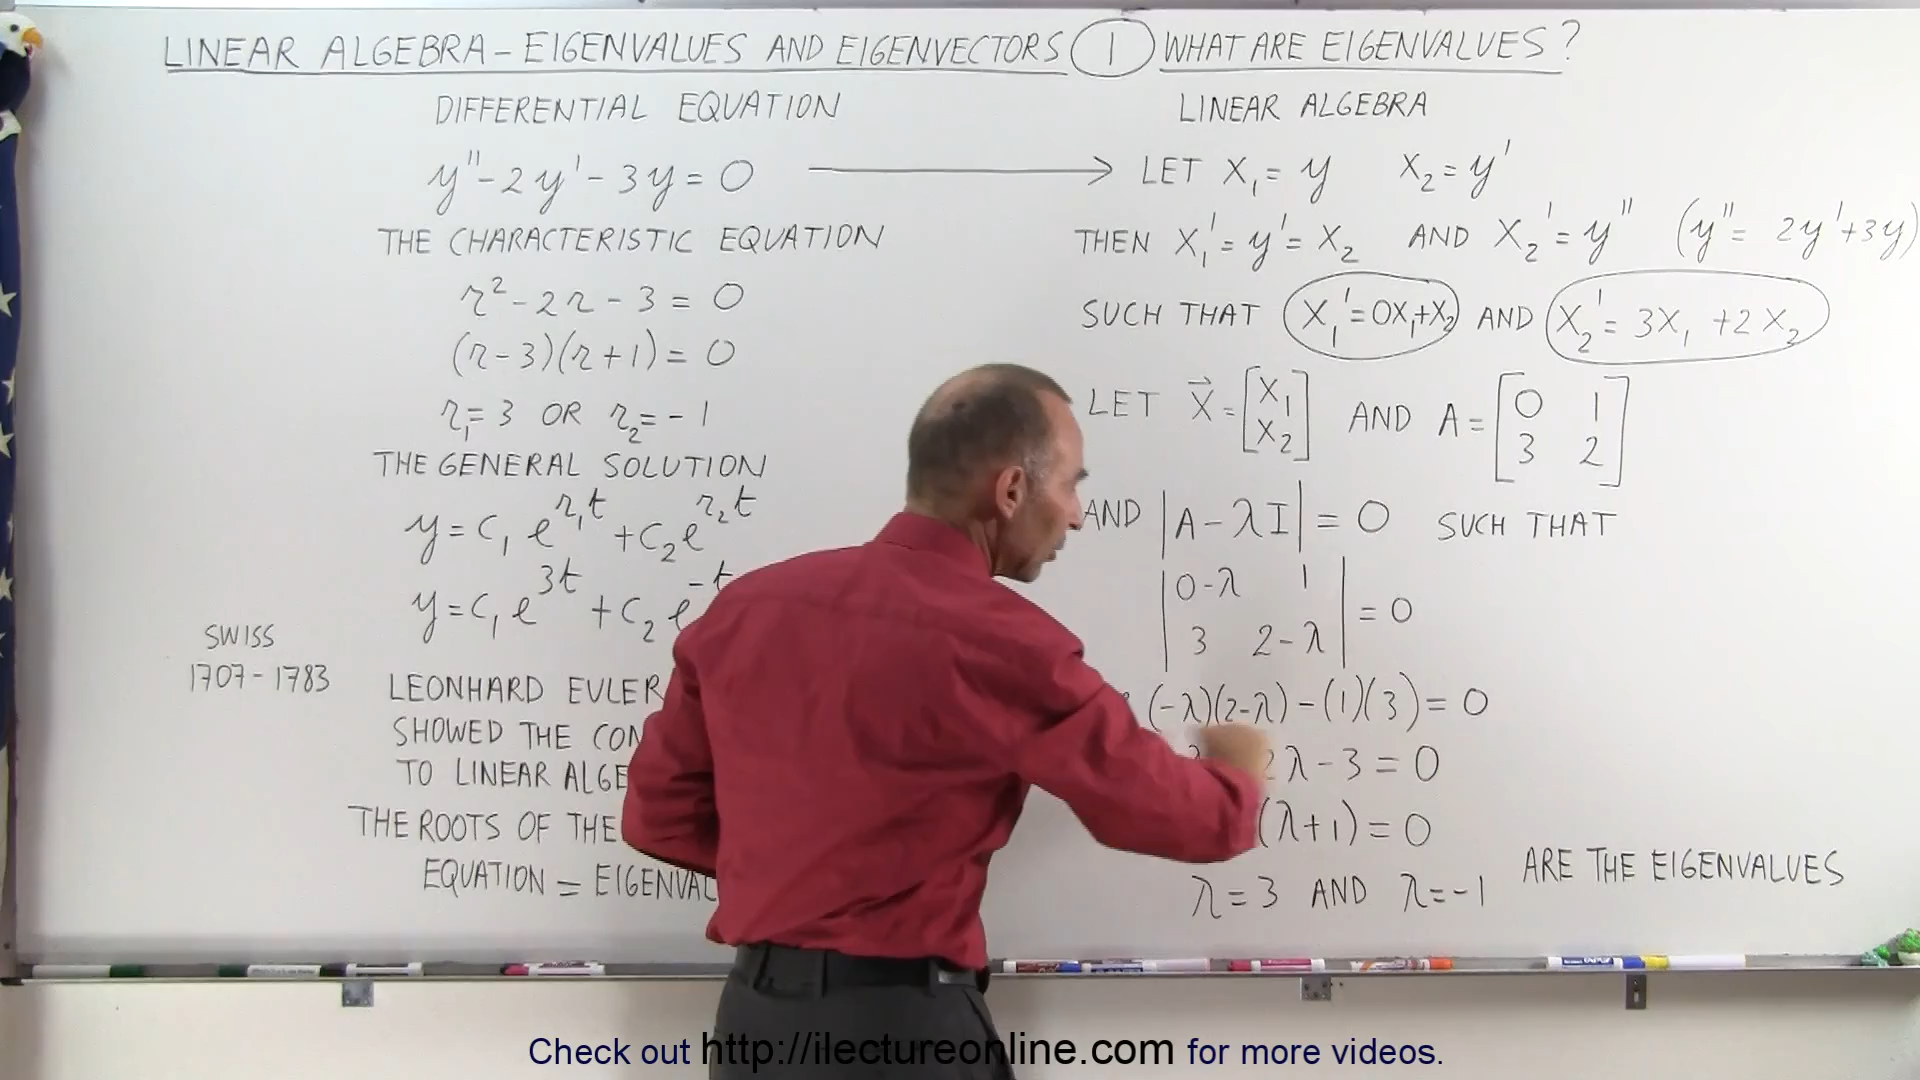 LINEAR ALGEBRA – EIGENVALUES AND EIGENVECTORS ① WHAT ARE EIGENVALUES?
DIFFERENTIAL EQUATION
y'' - 2y' - 3y = 0
THE CHARACTERISTIC EQUATION
r² - 2r - 3 = 0
(r-3)(r+1) = 0
r₁= 3 OR r₂= -1
THE GENERAL SOLUTION
y = C₁ e^{r₁t} + C₂ e^{r₂t}
y = C₁ e^{3t} + C₂ e^{-t}
SWISS
1707 - 1783
LEONHARD EULER
SHOWED THE
TO LINEAR
THE ROOTS OF THE
EQUATION =
LINEAR ALGEBRA
LET X₁ = y X₂ = y'
THEN X₁' = y' = X₂ AND X₂' = y'' (y'' = 2y' + 3y)
SUCH THAT X₁' = 0X₁ + X₂ AND X₂' = 3X₁ + 2X₂
LET X⃗ = [X₁ X₂] AND A = [0 1 3 2]
AND |A - λI| = 0 SUCH THAT
|0-λ 1
3 2-λ| = 0
(-λ)(2-λ) - (1)(3) = 0
2λ - 3 = 0
(λ+1) = 0
λ = 3 AND λ = -1 ARE THE EIGENVALUES
Check out http://ilectureonline.com for more videos.